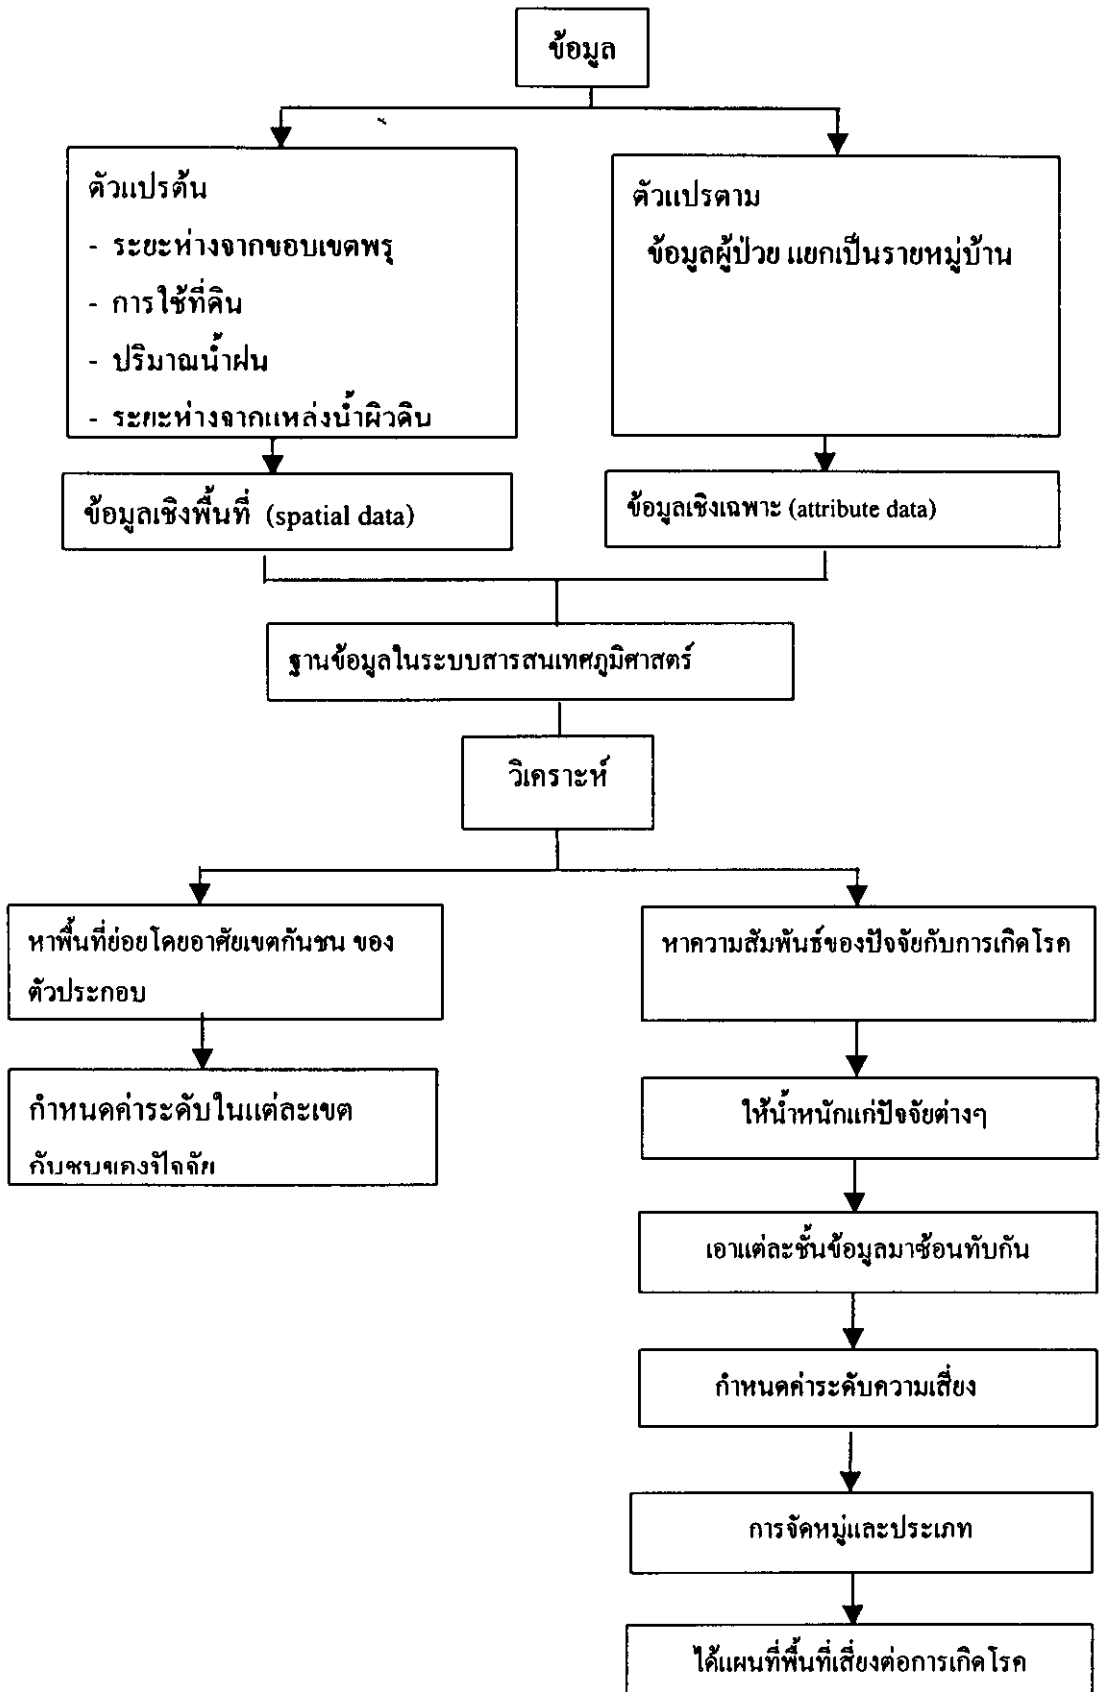 ข้อมูล
ตัวแปรต้น
- ระยะห่างจากขอบเขตพรุ
- การใช้ที่ดิน
- ปริมาณน้ำฝน
- ระยะห่างจากแหล่งน้ำผิวดิน
ตัวแปรตาม
ข้อมูลผู้ป่วย แยกเป็นรายหมู่บ้าน
ข้อมูลเชิงพื้นที่ (spatial data)
ข้อมูลเชิงเฉพาะ (attribute data)
ฐานข้อมูลในระบบสารสนเทศภูมิศาสตร์
วิเคราะห์
หาพื้นที่ย่อยโดยอาศัยเขตกันชน ของ
ตัวประกอบ
กำหนดค่าระดับในแต่ละเขต
กันชนของปัจจัย
หาความสัมพันธ์ของปัจจัยกับการเกิดโรค
ให้น้ำหนักแก่ปัจจัยต่างๆ
เอาแต่ละชั้นข้อมูลมาซ้อนทับกัน
กำหนดค่าระดับความเสี่ยง
การจัดหมู่และประเภท
ได้แผนที่พื้นที่เสี่ยงต่อการเกิดโรค